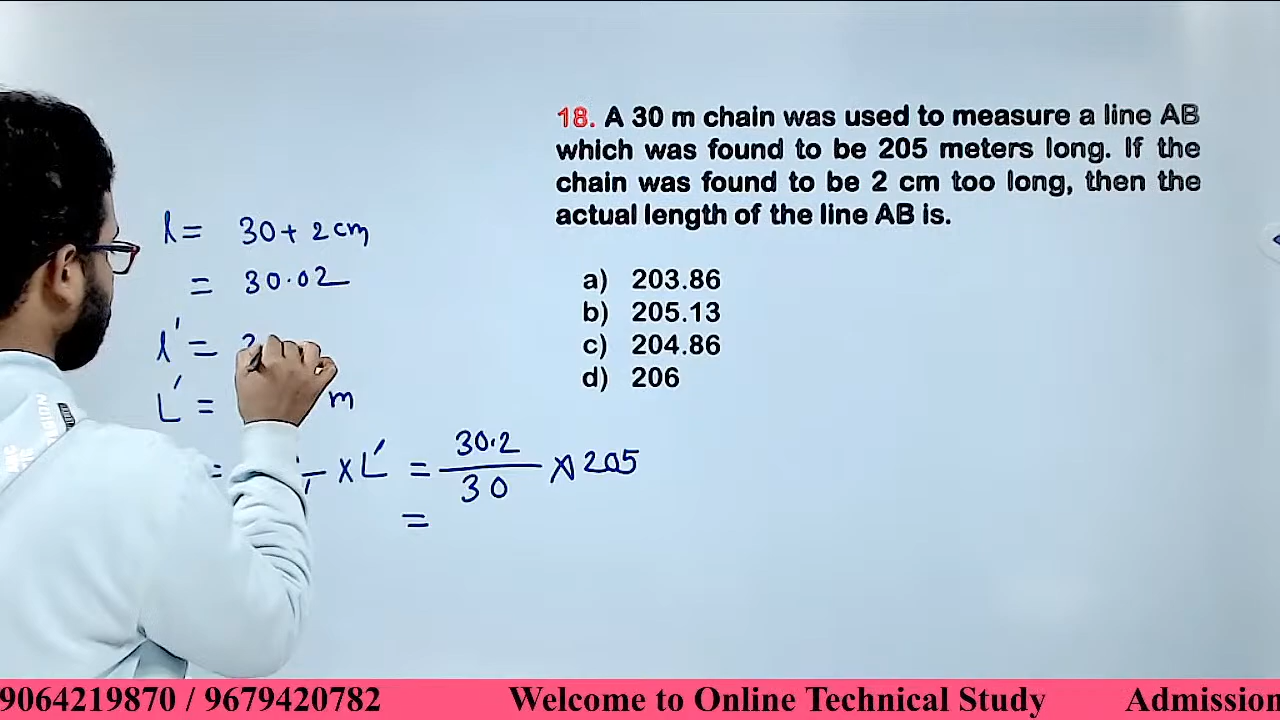 18. A 30 m chain was used to measure a line AB
which was found to be 205 meters long. If the
chain was found to be 2 cm too long, then the
actual length of the line AB is.
a) 203.86
b) 205.13
c) 204.86
d) 206
l = 30 + 2 cm
= 30.02
l' =
L' = m
= × L' = 30.2 / 30 × 205
=
9064219870 / 9679420782 Welcome to Online Technical Study Admission